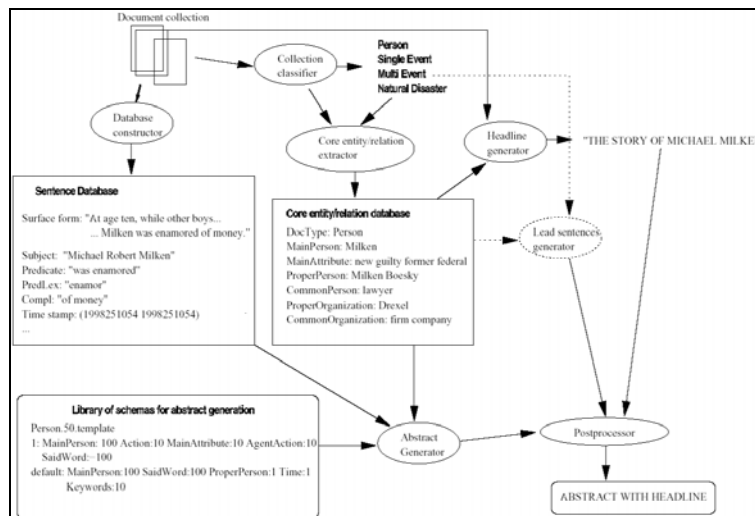 Document collection
Collection
classifier
Person
Single Event
Multi Event
Natural Disaster
Database
constructor
Core entity/relation
extractor
Headline
generator
"THE STORY OF MICHAEL MILKE
Sentence Database
Surface form: "At age ten, while other boys...
... Milken was enamored of money."
Subject: "Michael Robert Milken"
Predicate: "was enamored"
PredLex: "enamor"
Compl: "of money"
Time stamp: (1998251054 1998251054)
...
Core entity/relation database
DocType: Person
MainPerson: Milken
MainAttribute: new guilty former federal
ProperPerson: Milken Boesky
CommonPerson: lawyer
ProperOrganization: Drexel
CommonOrganization: firm company
Lead sentences
generator
Library of schemas for abstract generation
Person.50.template
1: MainPerson: 100 Action:10 MainAttribute:10 AgentAction:10
SaidWord:-100
default: MainPerson:100 SaidWord:100 ProperPerson:1 Time:1
Keywords:10
Abstract
Generator
Postprocessor
ABSTRACT WITH HEADLINE